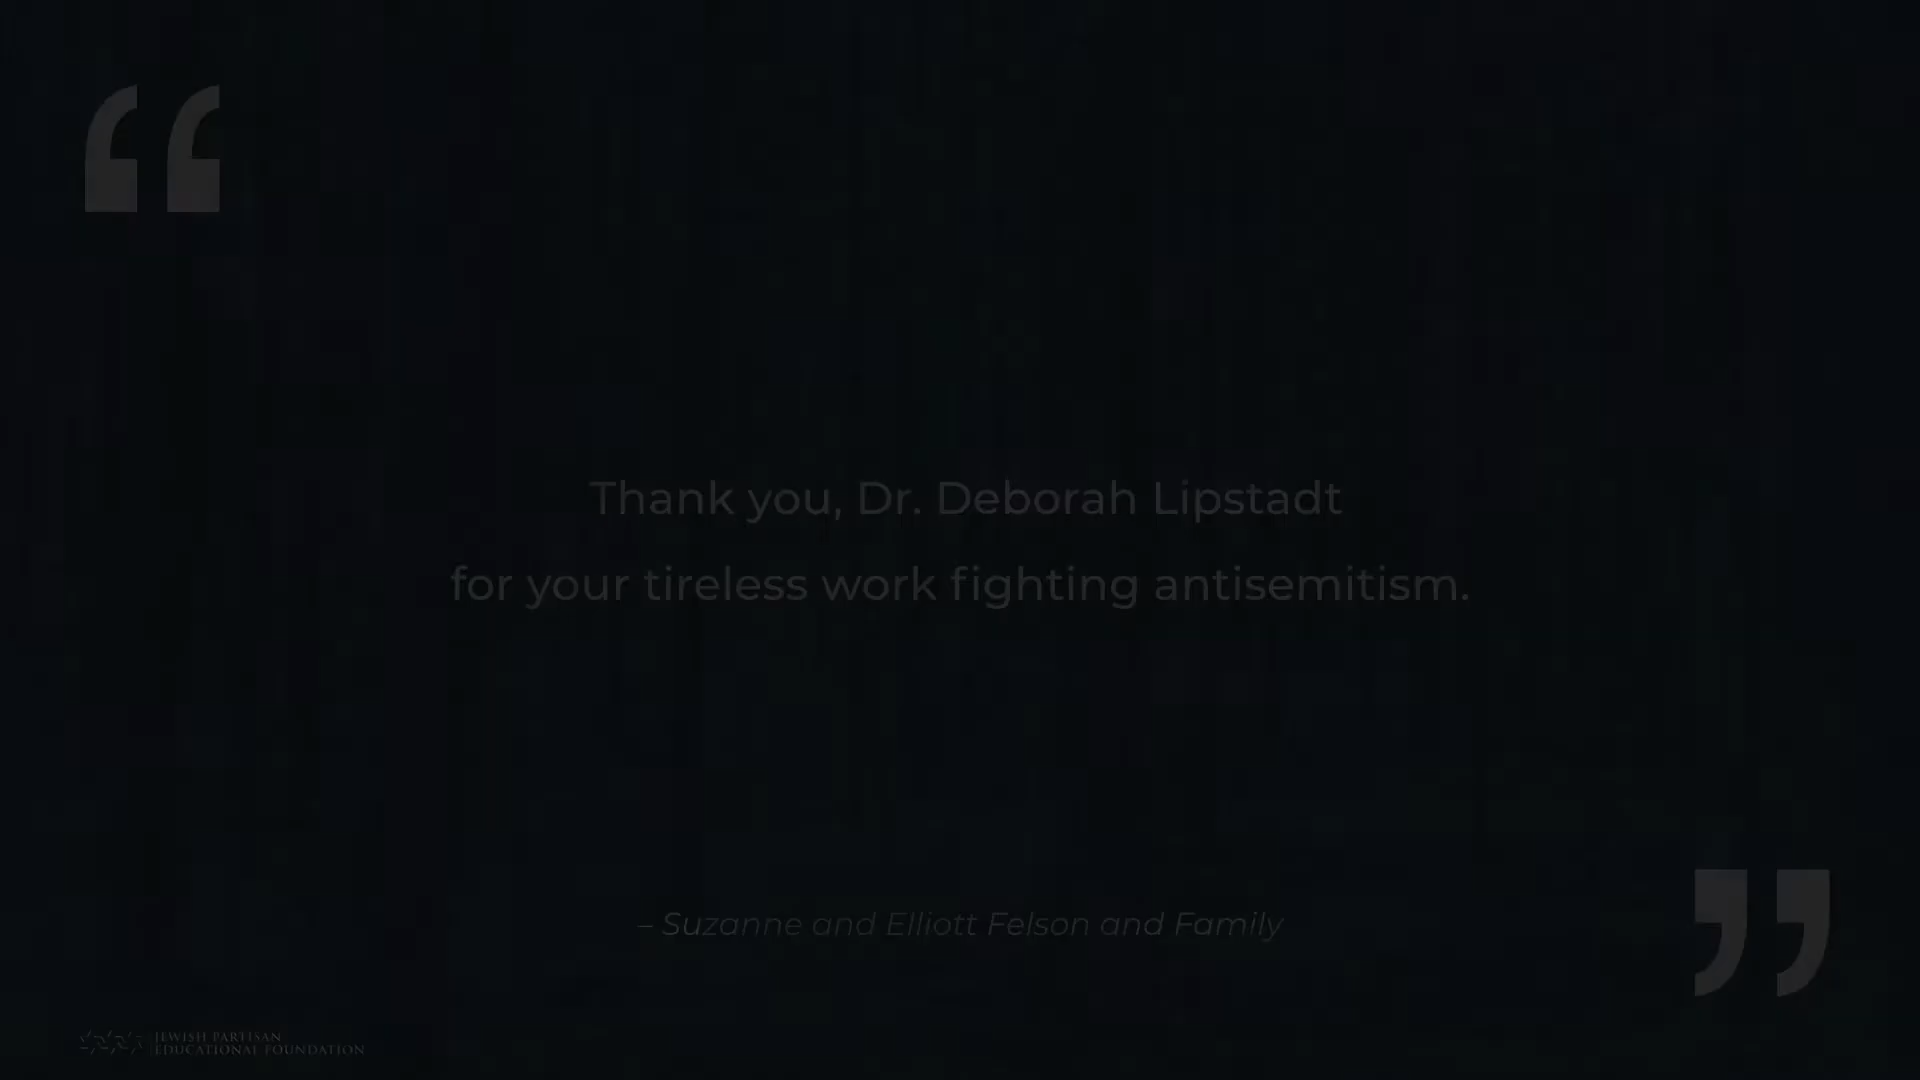 “
Thank you, Dr. Deborah Lipstadt
for your tireless work fighting antisemitism.
– Suzanne and Elliott Felson and Family
”
JEWISH PARTISAN
EDUCATIONAL FOUNDATION